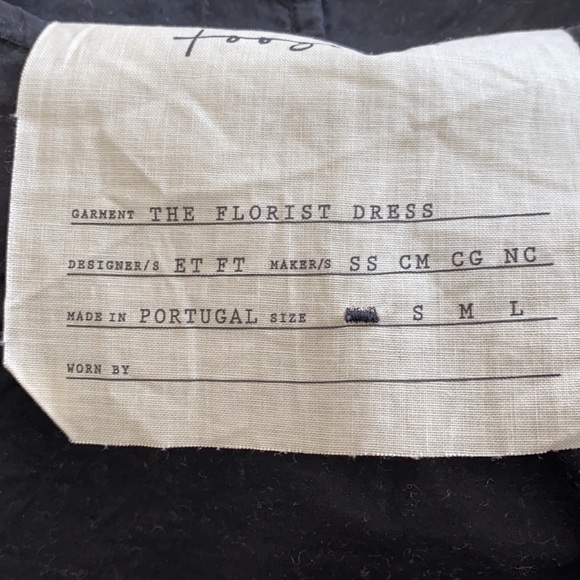 GARMENT THE FLORIST DRESS
DESIGNER/S ET FT MAKER/S SS CM CG NC
MADE IN PORTUGAL SIZE S M L
WORN BY